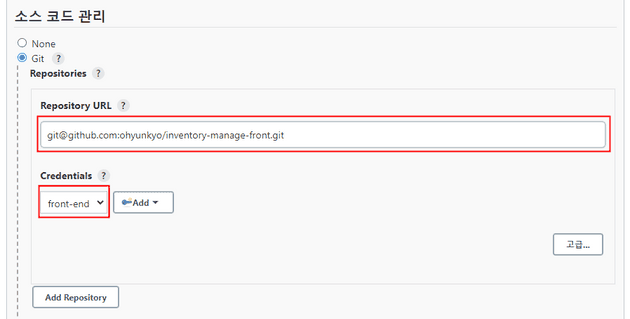 소스 코드 관리
None
Git ?
Repositories ?
Repository URL ?
git@github.com:ohyunkyo/inventory-manage-front.git
Credentials ?
front-end Add
고급...
Add Repository